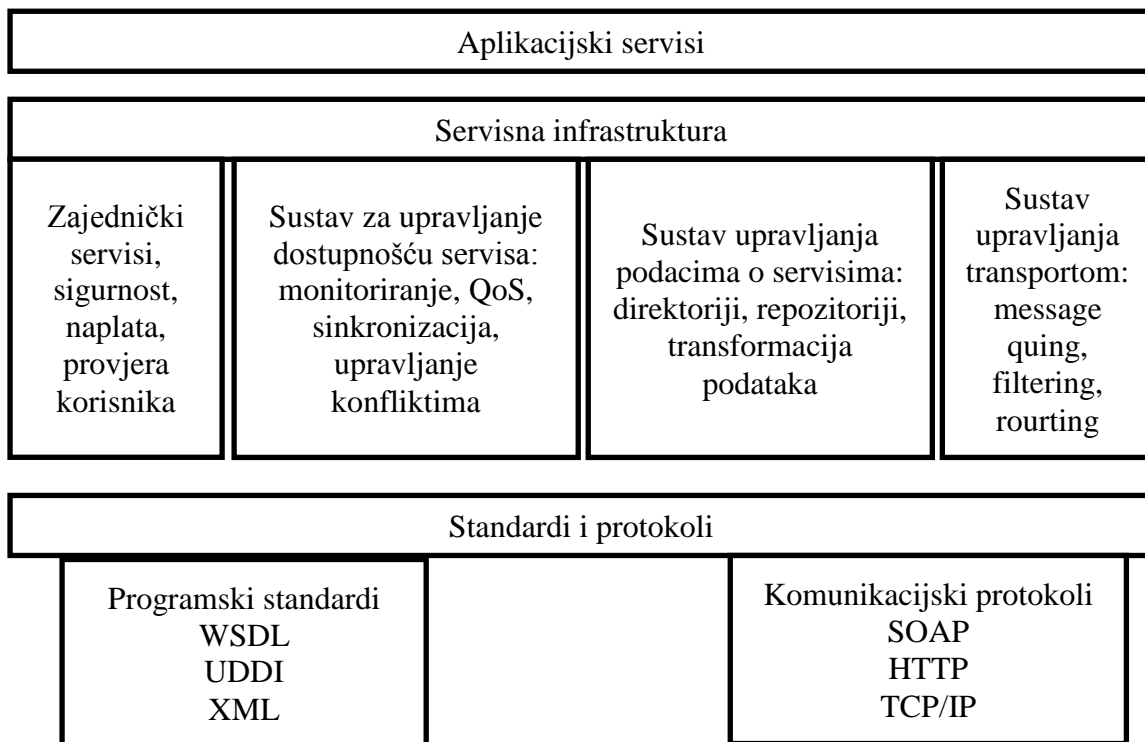 Aplikacijski servisi
Servisna infrastruktura
Zajednički
servisi,
sigurnost,
naplata,
provjera
korisnika
Sustav za upravljanje
dostupnošću servisa:
monitoriranje, QoS,
sinkronizacija,
upravljanje
konfliktima
Sustav upravljanja
podacima o servisima:
direktoriji, repozitoriji,
transformacija
podataka
Sustav
upravljanja
transportom:
message
quing,
filtering,
rourting
Standardi i protokoli
Programski standardi
WSDL
UDDI
XML
Komunikacijski protokoli
SOAP
HTTP
TCP/IP